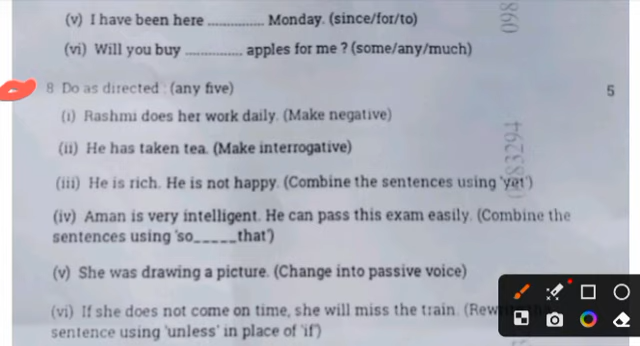 (v) I have been here ............. Monday. (since/for/to)
(vi) Will you buy ............. apples for me ? (some/any/much)
8 Do as directed : (any five)
5
(i) Rashmi does her work daily. (Make negative)
(ii) He has taken tea. (Make interrogative)
(iii) He is rich. He is not happy. (Combine the sentences using 'yet')
(iv) Aman is very intelligent. He can pass this exam easily. (Combine the
sentences using 'so_____that')
(v) She was drawing a picture. (Change into passive voice)
(vi) If she does not come on time, she will miss the train.
sentence using 'unless' in place of 'if')
098